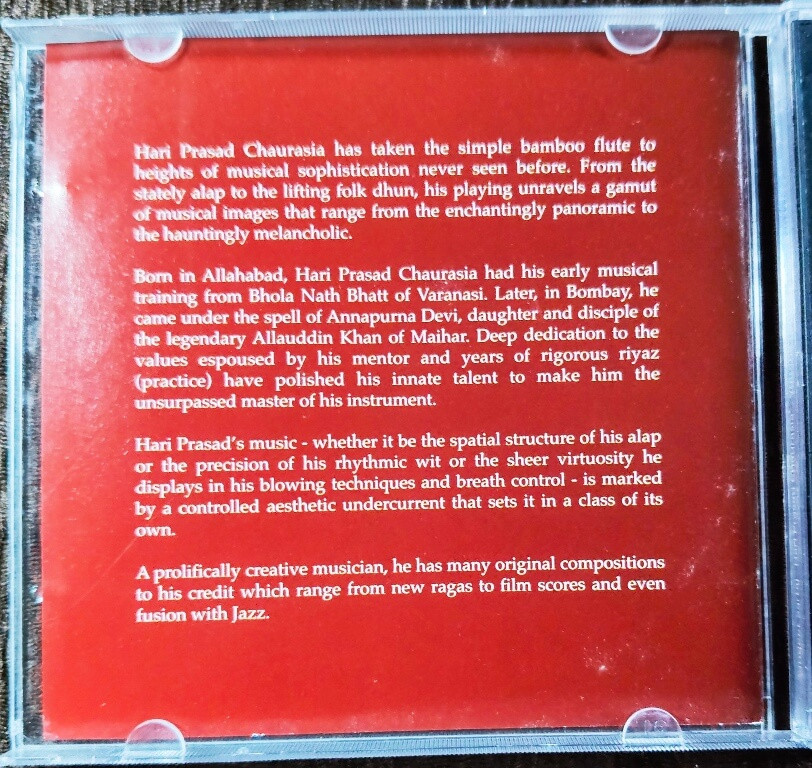 Hari Prasad Chaurasia has taken the simple bamboo flute to
heights of musical sophistication never seen before. From the
stately alap to the lifting folk dhun, his playing unravels a gamut
of musical images that range from the enchantingly panoramic to
the hauntingly melancholic.
Born in Allahabad, Hari Prasad Chaurasia had his early musical
training from Bhola Nath Bhatt of Varanasi. Later, in Bombay, he
came under the spell of Annapurna Devi, daughter and disciple of
the legendary Allauddin Khan of Maihar. Deep dedication to the
values espoused by his mentor and years of rigorous riyaz
(practice) have polished his innate talent to make him the
unsurpassed master of his instrument.
Hari Prasad's music - whether it be the spatial structure of his alap
or the precision of his rhythmic wit or the sheer virtuosity he
displays in his blowing techniques and breath control - is marked
by a controlled aesthetic undercurrent that sets it in a class of its
own.
A prolifically creative musician, he has many original compositions
to his credit which range from new ragas to film scores and even
fusion with Jazz.